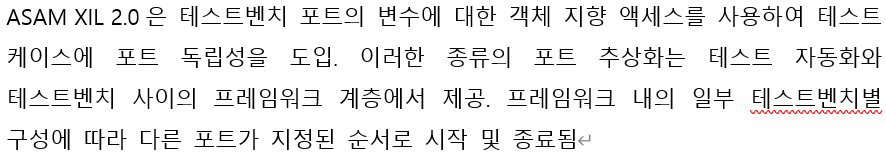 ASAM XIL 2.0 은 테스트벤치 포트의 변수에 대한 객체 지향 액세스를 사용하여 테스트
케이스에 포트 독립성을 도입. 이러한 종류의 포트 추상화는 테스트 자동화와
테스트벤치 사이의 프레임워크 계층에서 제공. 프레임워크 내의 일부 테스트벤치별
구성에 따라 다른 포트가 지정된 순서로 시작 및 종료됨